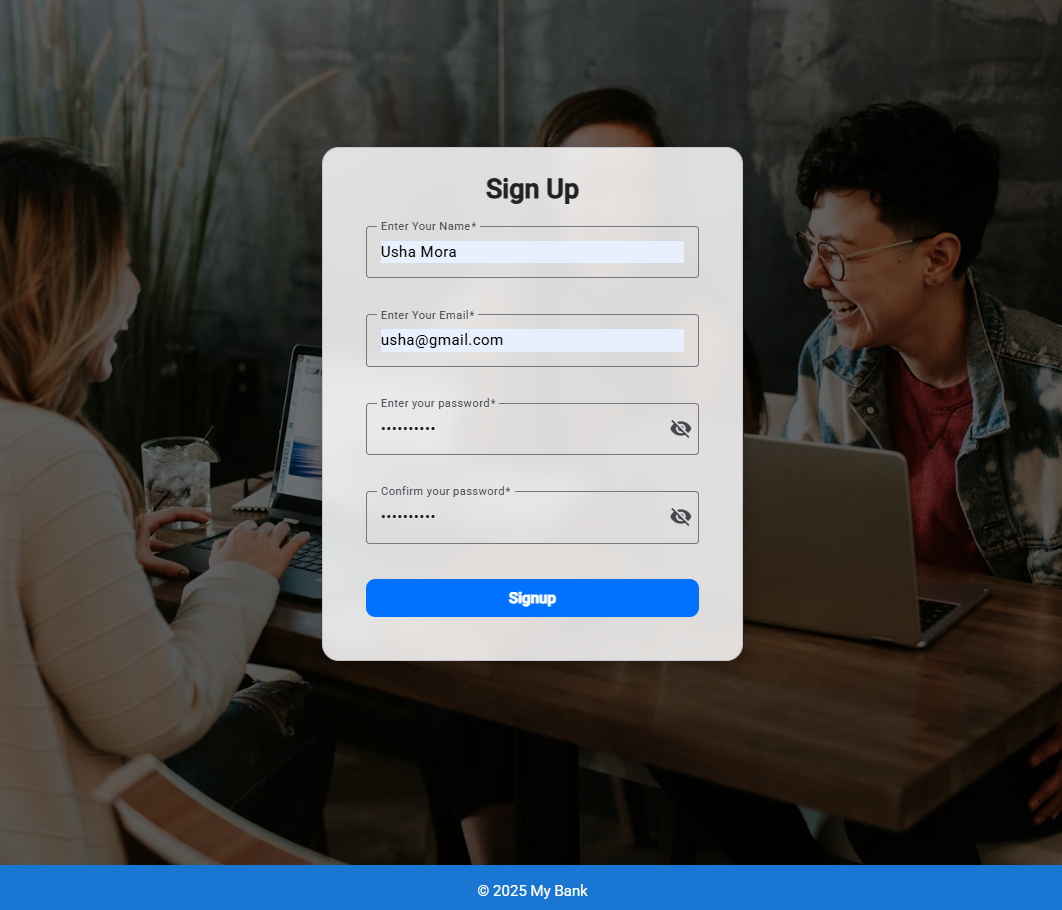 Sign Up
Enter Your Name*
Usha Mora
Enter Your Email*
usha@gmail.com
Enter your password*
••••••••••
Confirm your password*
••••••••••
Signup
© 2025 My Bank